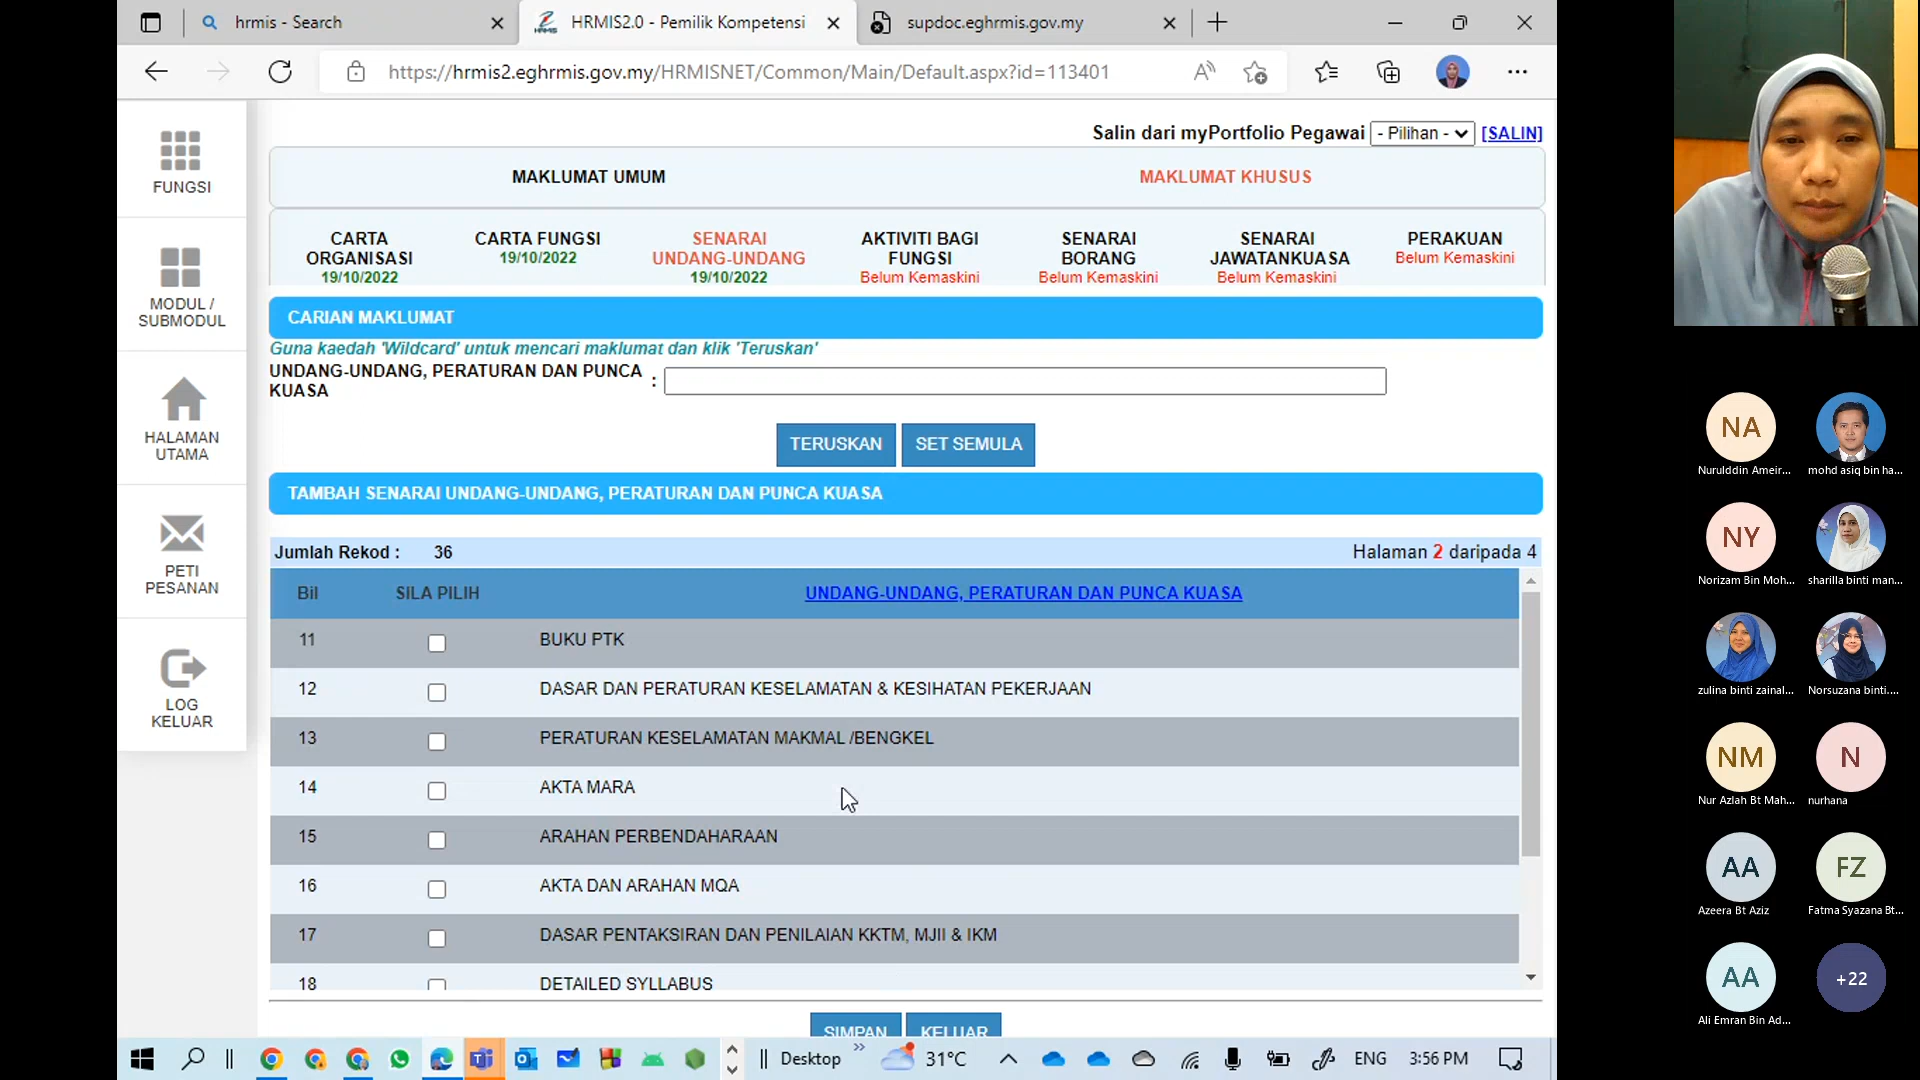 hrmis - Search
HRMIS2.0 - Pemilik Kompetensi
supdoc.eghrmis.gov.my
https://hrmis2.eghrmis.gov.my/HRMISNET/Common/Main/Default.aspx?id=113401
FUNGSI
MODUL /
SUBMODUL
HALAMAN
UTAMA
PETI
PESANAN
LOG
KELUAR
Salin dari myPortfolio Pegawai - Pilihan - [SALIN]
MAKLUMAT UMUM MAKLUMAT KHUSUS
CARTA
ORGANISASI
19/10/2022
CARTA FUNGSI
19/10/2022
SENARAI
UNDANG-UNDANG
19/10/2022
AKTIVITI BAGI
FUNGSI
Belum Kemaskini
SENARAI
BORANG
Belum Kemaskini
SENARAI
JAWATANKUASA
Belum Kemaskini
PERAKUAN
Belum Kemaskini
CARIAN MAKLUMAT
Guna kaedah 'Wildcard' untuk mencari maklumat dan klik 'Teruskan'
UNDANG-UNDANG, PERATURAN DAN PUNCA
KUASA :
TERUSKAN SET SEMULA
TAMBAH SENARAI UNDANG-UNDANG, PERATURAN DAN PUNCA KUASA
Jumlah Rekod : 36 Halaman 2 daripada 4
Bil SILA PILIH UNDANG-UNDANG, PERATURAN DAN PUNCA KUASA
11 BUKU PTK
12 DASAR DAN PERATURAN KESELAMATAN & KESIHATAN PEKERJAAN
13 PERATURAN KESELAMATAN MAKMAL /BENGKEL
14 AKTA MARA
15 ARAHAN PERBENDAHARAAN
16 AKTA DAN ARAHAN MQA
17 DASAR PENTAKSIRAN DAN PENILAIAN KKTM, MJII & IKM
18 DETAILED SYLLABUS
SIMPAN KELUAR
Desktop 31°C ENG 3:56 PM
NA
Nurulddin Ameir...
mohd asiq bin ha...
NY
Norizam Bin Moh...
sharilla binti man...
zulina binti zainal...
Norsuzana binti....
NM
Nur Azlah Bt Mah...
N
nurhana
AA
Azeera Bt Aziz
FZ
Fatma Syazana Bt...
AA
Ali Emran Bin Ad...
+22